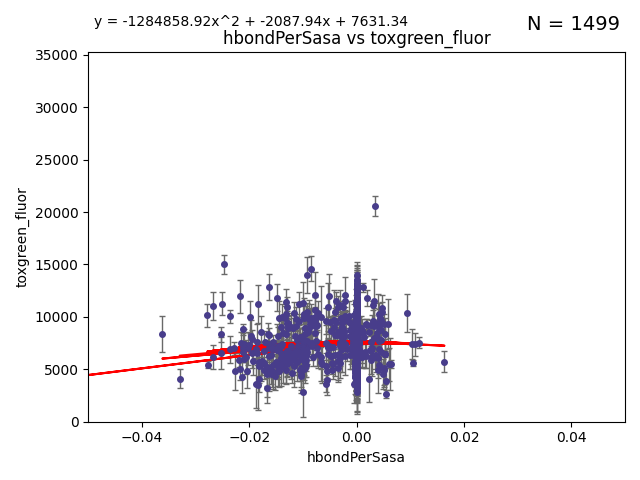 y = -1284858.92x^2 + -2087.94x + 7631.34
N = 1499
hbondPerSasa vs toxgreen_fluor
35000
30000
25000
20000
15000
10000
5000
0
toxgreen_fluor
−0.04
−0.02
0.00
0.02
0.04
hbondPerSasa